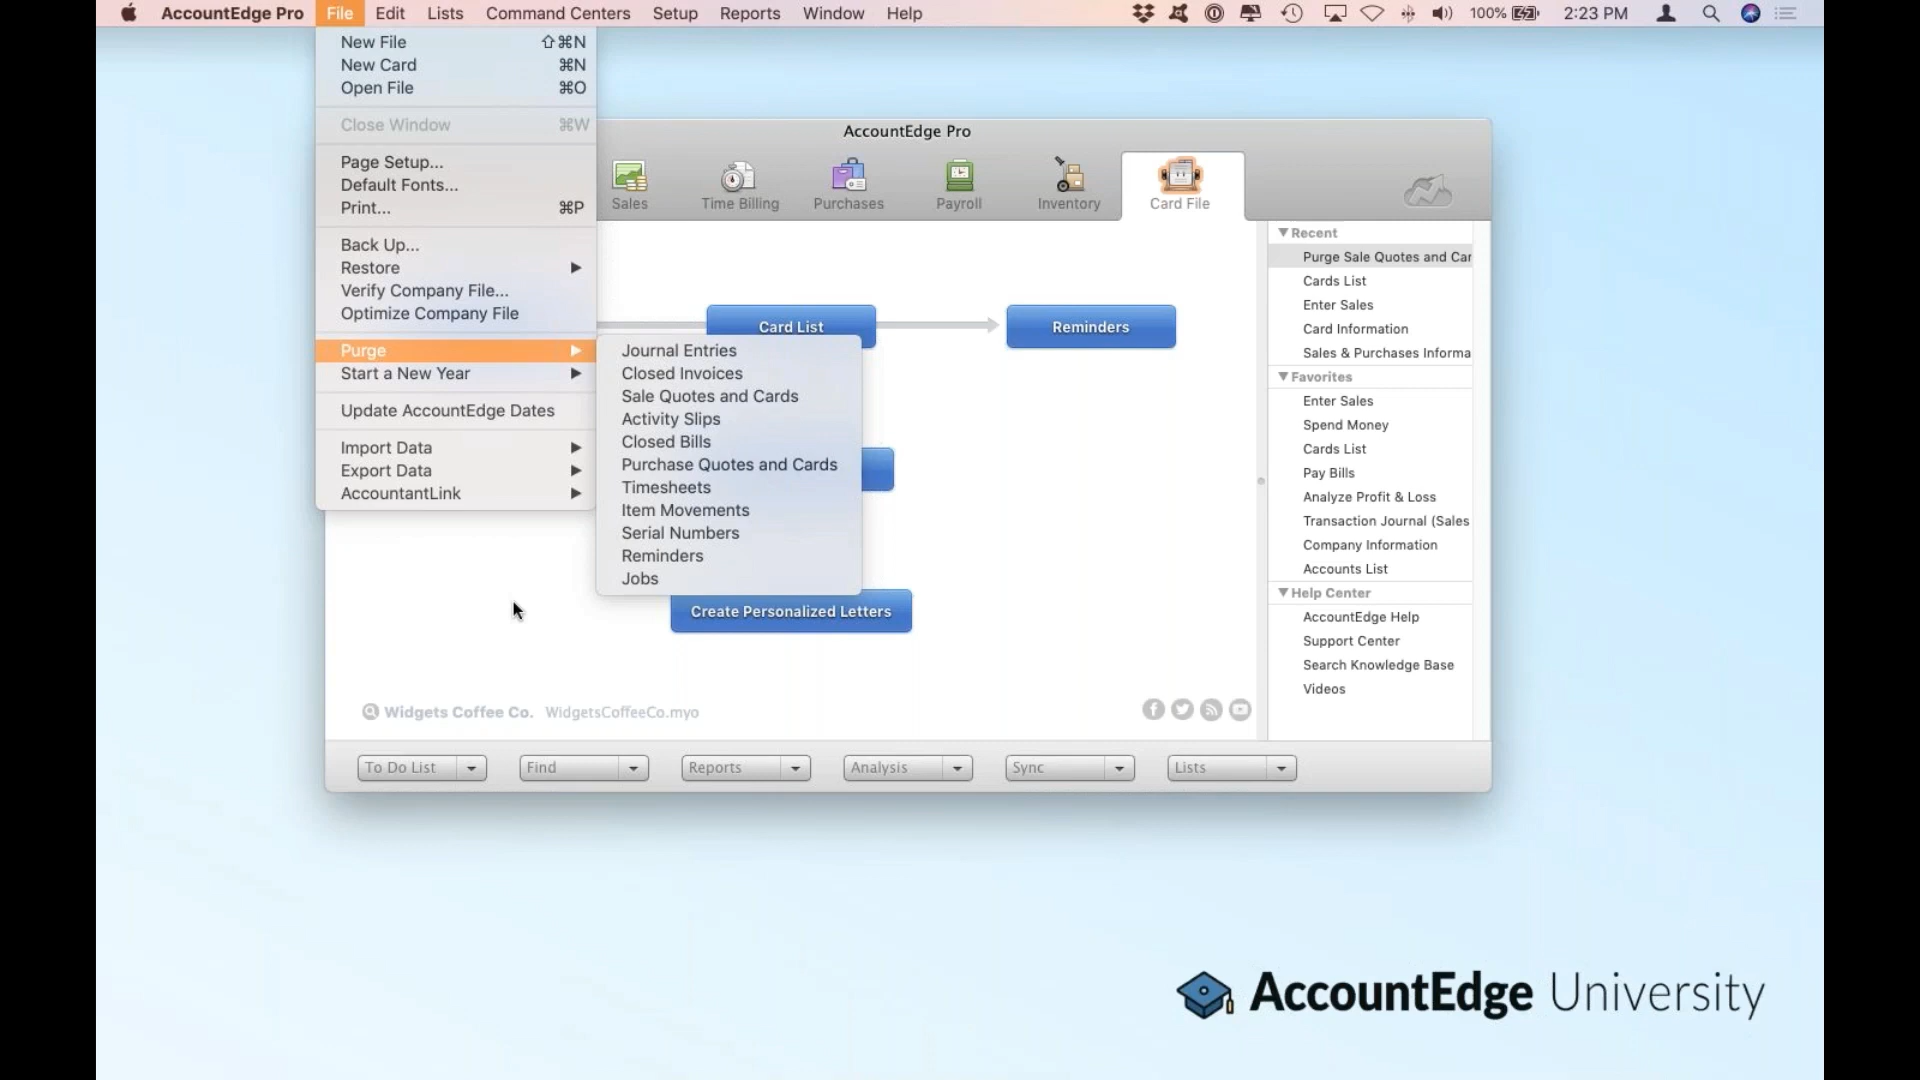 AccountEdge Pro File Edit Lists Command Centers Setup Reports Window Help 100% 2:23 PM
New File ⇧⌘N
New Card ⌘N
Open File ⌘O
Close Window ⌘W
Page Setup...
Default Fonts...
Print... ⌘P
Back Up...
Restore
Verify Company File...
Optimize Company File
Purge
Start a New Year
Update AccountEdge Dates
Import Data
Export Data
AccountantLink
Journal Entries
Closed Invoices
Sale Quotes and Cards
Activity Slips
Closed Bills
Purchase Quotes and Cards
Timesheets
Item Movements
Serial Numbers
Reminders
Jobs
AccountEdge Pro
Sales Time Billing Purchases Payroll Inventory Card File
Card List
Reminders
Create Personalized Letters
Widgets Coffee Co. WidgetsCoffeeCo.myo
Recent
Purge Sale Quotes and Car
Cards List
Enter Sales
Card Information
Sales & Purchases Informa
Favorites
Enter Sales
Spend Money
Cards List
Pay Bills
Analyze Profit & Loss
Transaction Journal (Sales
Company Information
Accounts List
Help Center
AccountEdge Help
Support Center
Search Knowledge Base
Videos
To Do List Find Reports Analysis Sync Lists
AccountEdge University